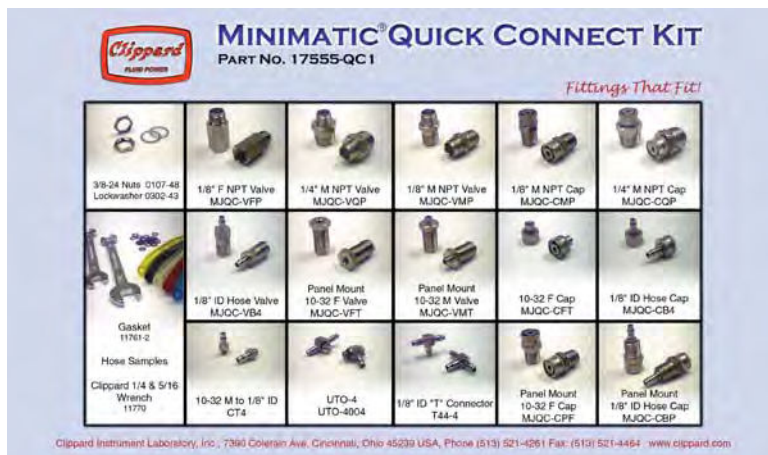 Clippard
FLUID POWER
MINIMATIC® QUICK CONNECT KIT
PART NO. 17555-QC1
Fittings That Fit!
3/8-24 Nuts 0107-48
Lockwasher 0302-43
1/8" F NPT Valve
MJQC-VFP
1/4" M NPT Valve
MJQC-VQP
1/8" M NPT Valve
MJQC-VMP
1/8" M NPT Cap
MJQC-CMP
1/4" M NPT Cap
MJQC-CQP
Gasket
11761-2
Hose Samples
Clippard 1/4 & 5/16
Wrench
11770
1/8" ID Hose Valve
MJQC-VB4
Panel Mount
10-32 F Valve
MJQC-VFT
Panel Mount
10-32 M Valve
MJQC-VMT
10-32 F Cap
MJQC-CFT
1/8" ID Hose Cap
MJQC-CB4
10-32 M to 1/8" ID
CT4
UTO-4
UTO-4004
1/8" ID "T" Connector
T44-4
Panel Mount
10-32 F Cap
MJQC-CPF
Panel Mount
1/8" ID Hose Cap
MJQC-CBP
Clippard Instrument Laboratory, Inc., 7390 Colerain Ave. Cincinnati, Ohio 45239 USA, Phone (513) 521-4261 Fax: (513) 521-4464 www.clippard.com